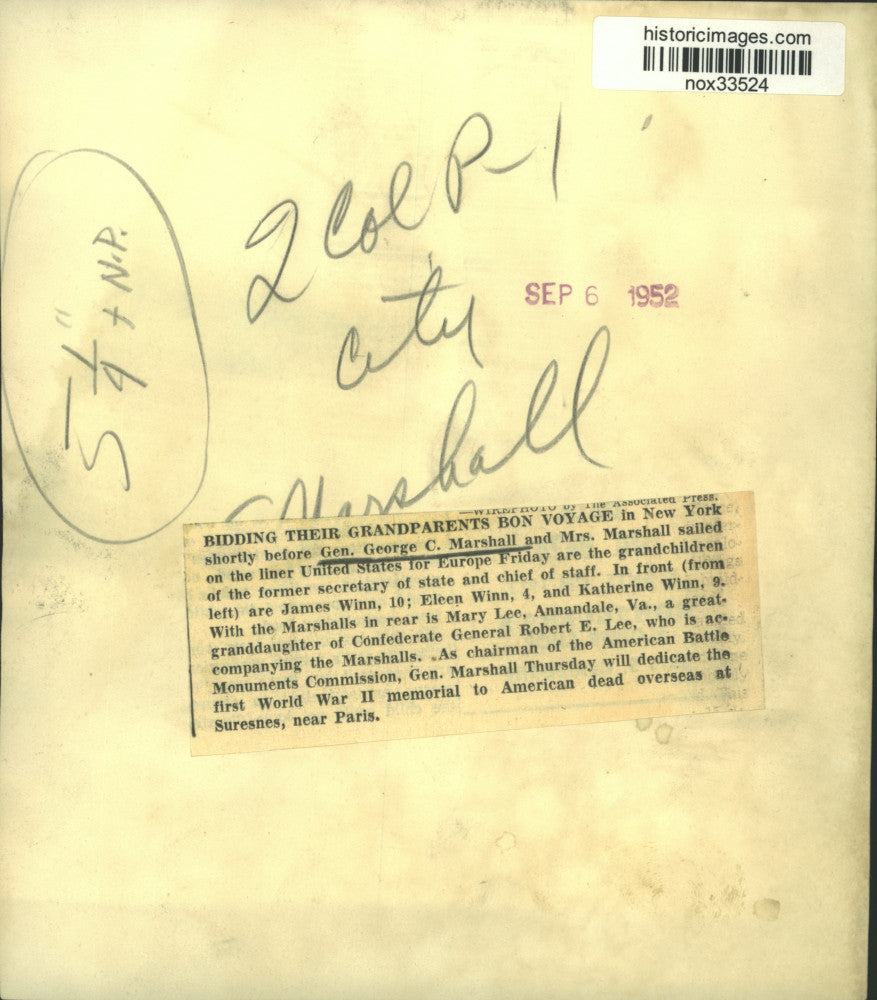 historicimages.com
nox33524
2 Col P-1
City
Marshall
5 1/4" + N.P.
SEP 6 1952
—WIREPHOTO by The Associated Press.
BIDDING THEIR GRANDPARENTS BON VOYAGE in New York
shortly before Gen. George C. Marshall and Mrs. Marshall sailed
on the liner United States for Europe Friday are the grandchildren
of the former secretary of state and chief of staff. In front (from
left) are James Winn, 10; Eileen Winn, 4, and Katherine Winn, 9.
With the Marshalls in rear is Mary Lee, Annandale, Va., a great-
granddaughter of Confederate General Robert E. Lee, who is ac-
companying the Marshalls. As chairman of the American Battle
Monuments Commission, Gen. Marshall Thursday will dedicate the
first World War II memorial to American dead overseas at
Suresnes, near Paris.